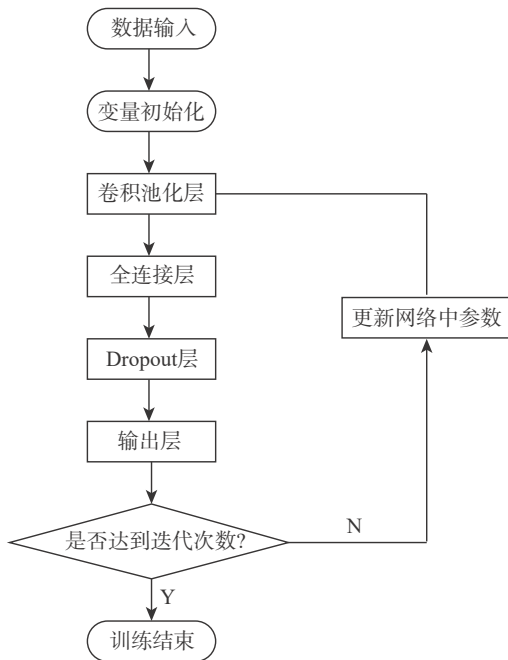 数据输入
变量初始化
卷积池化层
全连接层
更新网络中参数
Dropout层
输出层
是否达到迭代次数?
N
Y
训练结束